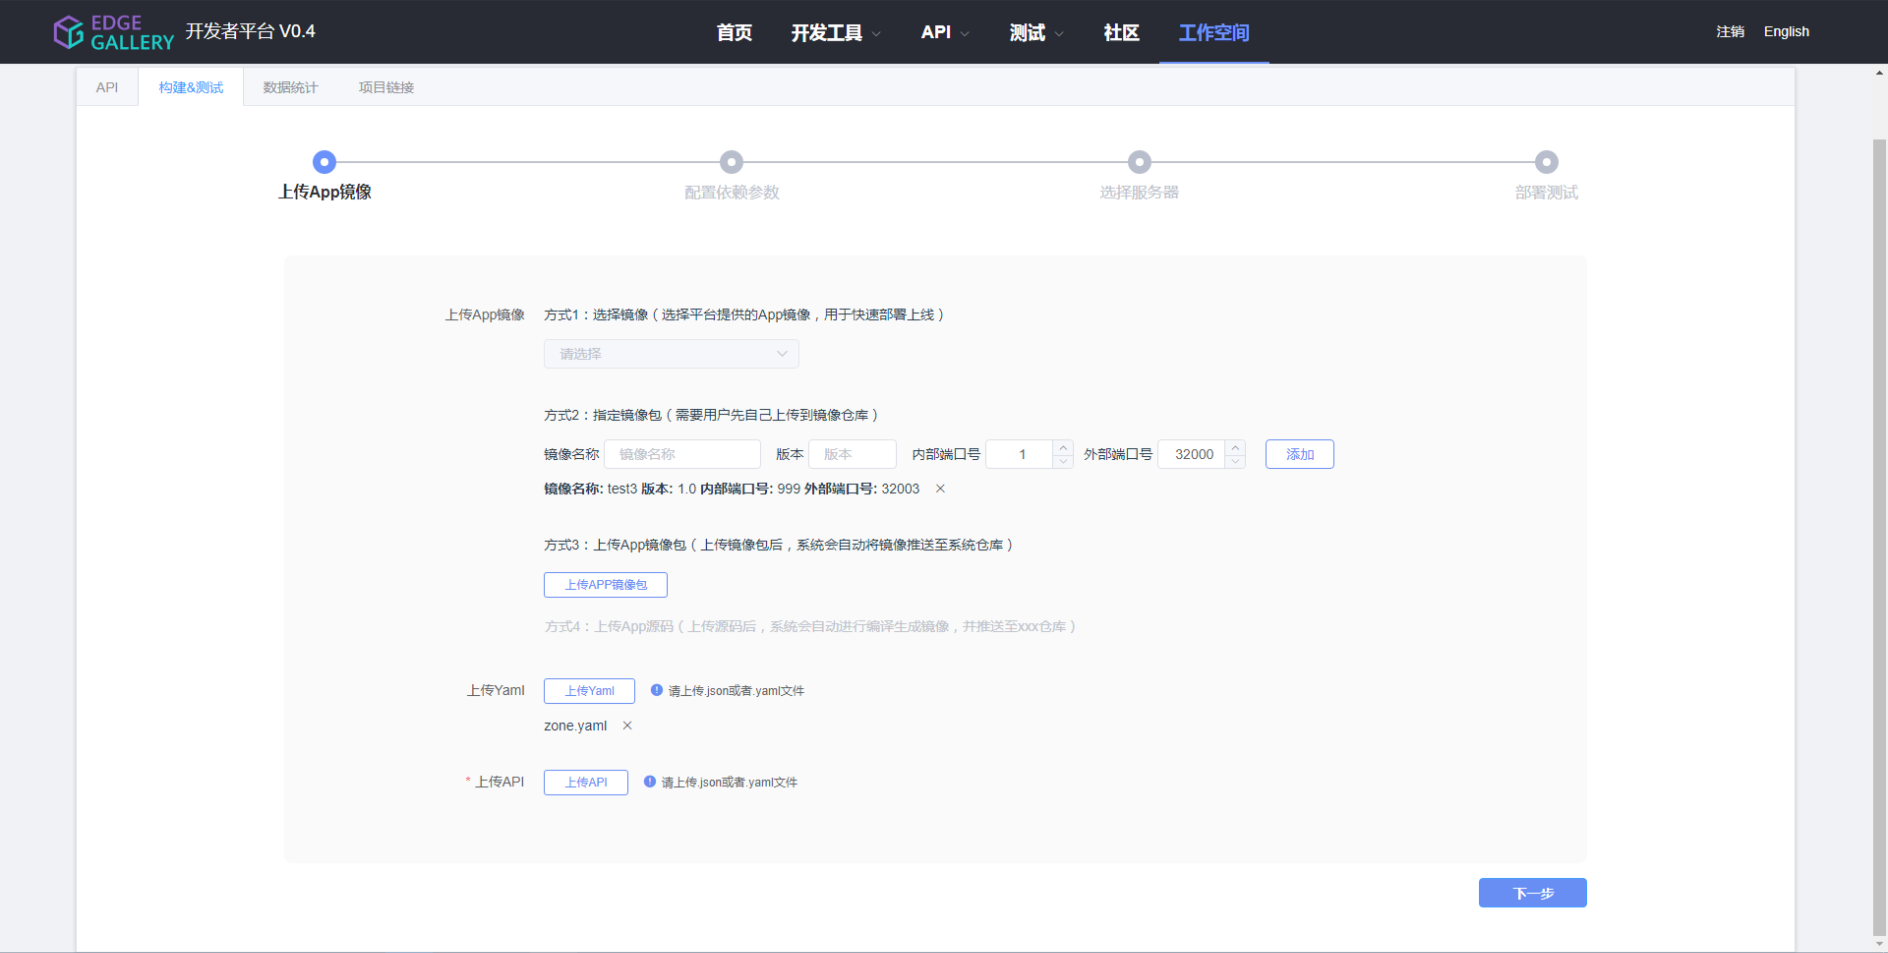 EDGE
GALLERY 开发者平台 V0.4 首页 开发工具 API 测试 社区 工作空间 注销 English
API 构建&测试 数据统计 项目链接
上传App镜像 配置依赖参数 选择服务器 部署测试
上传App镜像 方式1：选择镜像（选择平台提供的App镜像，用于快速部署上线）
请选择
方式2：指定镜像包（需要用户先自己上传到镜像仓库）
镜像名称 镜像名称 版本 版本 内部端口号 1 外部端口号 32000 添加
镜像名称: test3 版本: 1.0 内部端口号: 999 外部端口号: 32003 ×
方式3：上传App镜像包（上传镜像包后，系统会自动将镜像推送至系统仓库）
上传APP镜像包
方式4：上传App源码（上传源码后，系统会自动进行编译生成镜像，并推送至xxx仓库）
上传Yaml 上传Yaml 请上传.json或者.yaml文件
zone.yaml ×
* 上传API 上传API 请上传.json或者.yaml文件
下一步